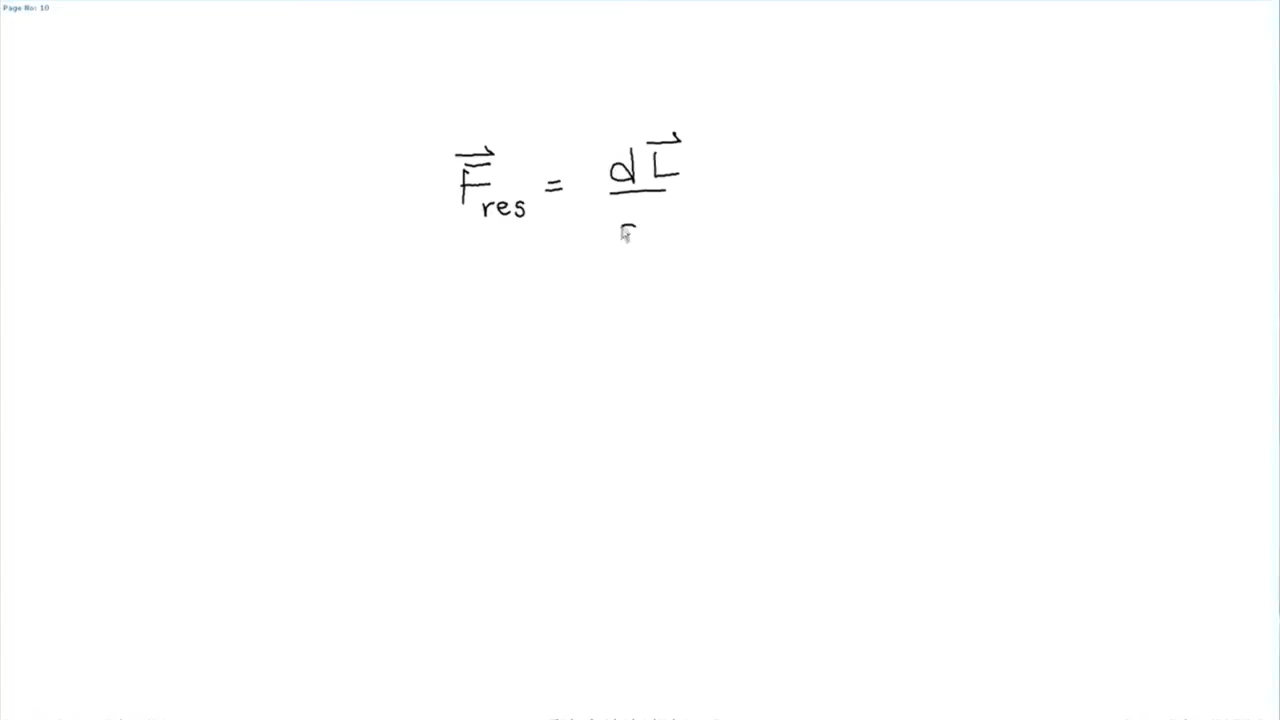 Page No: 10
F⃗res = dL⃗